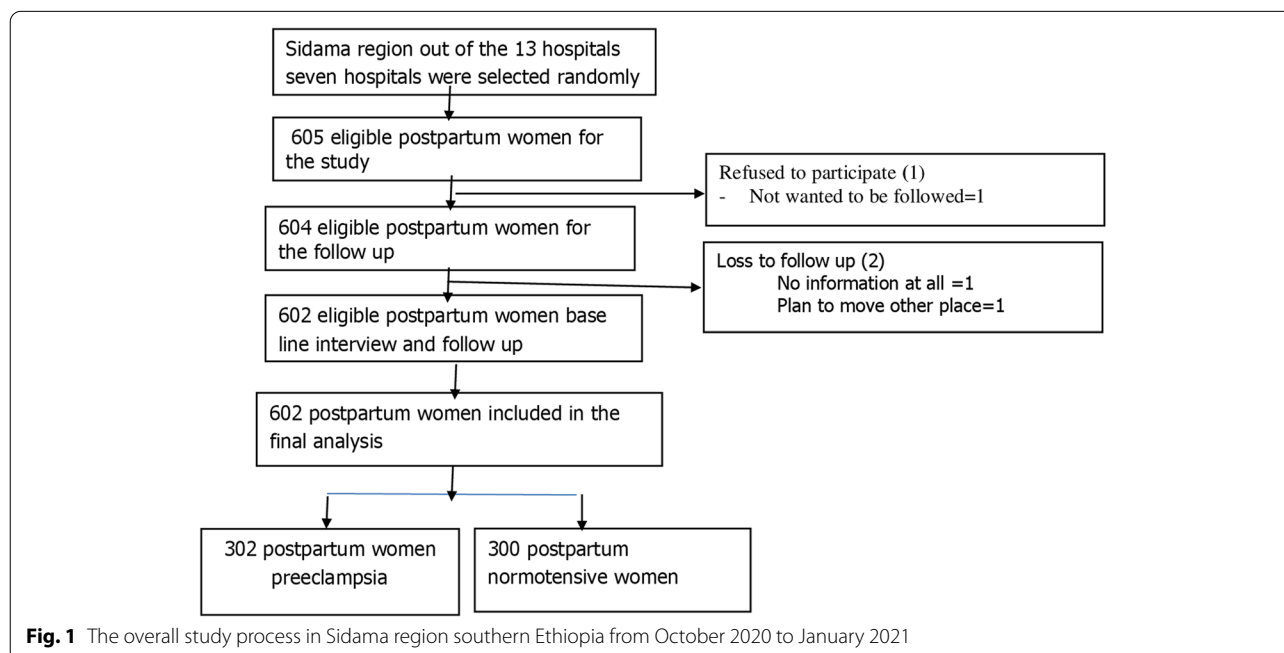 Sidama region out of the 13 hospitals
seven hospitals were selected randomly
605 eligible postpartum women for
the study
Refused to participate (1)
- Not wanted to be followed=1
604 eligible postpartum women for
the follow up
Loss to follow up (2)
No information at all =1
Plan to move other place=1
602 eligible postpartum women base
line interview and follow up
602 postpartum women included in the
final analysis
302 postpartum women
preeclampsia
300 postpartum
normotensive women
Fig. 1 The overall study process in Sidama region southern Ethiopia from October 2020 to January 2021